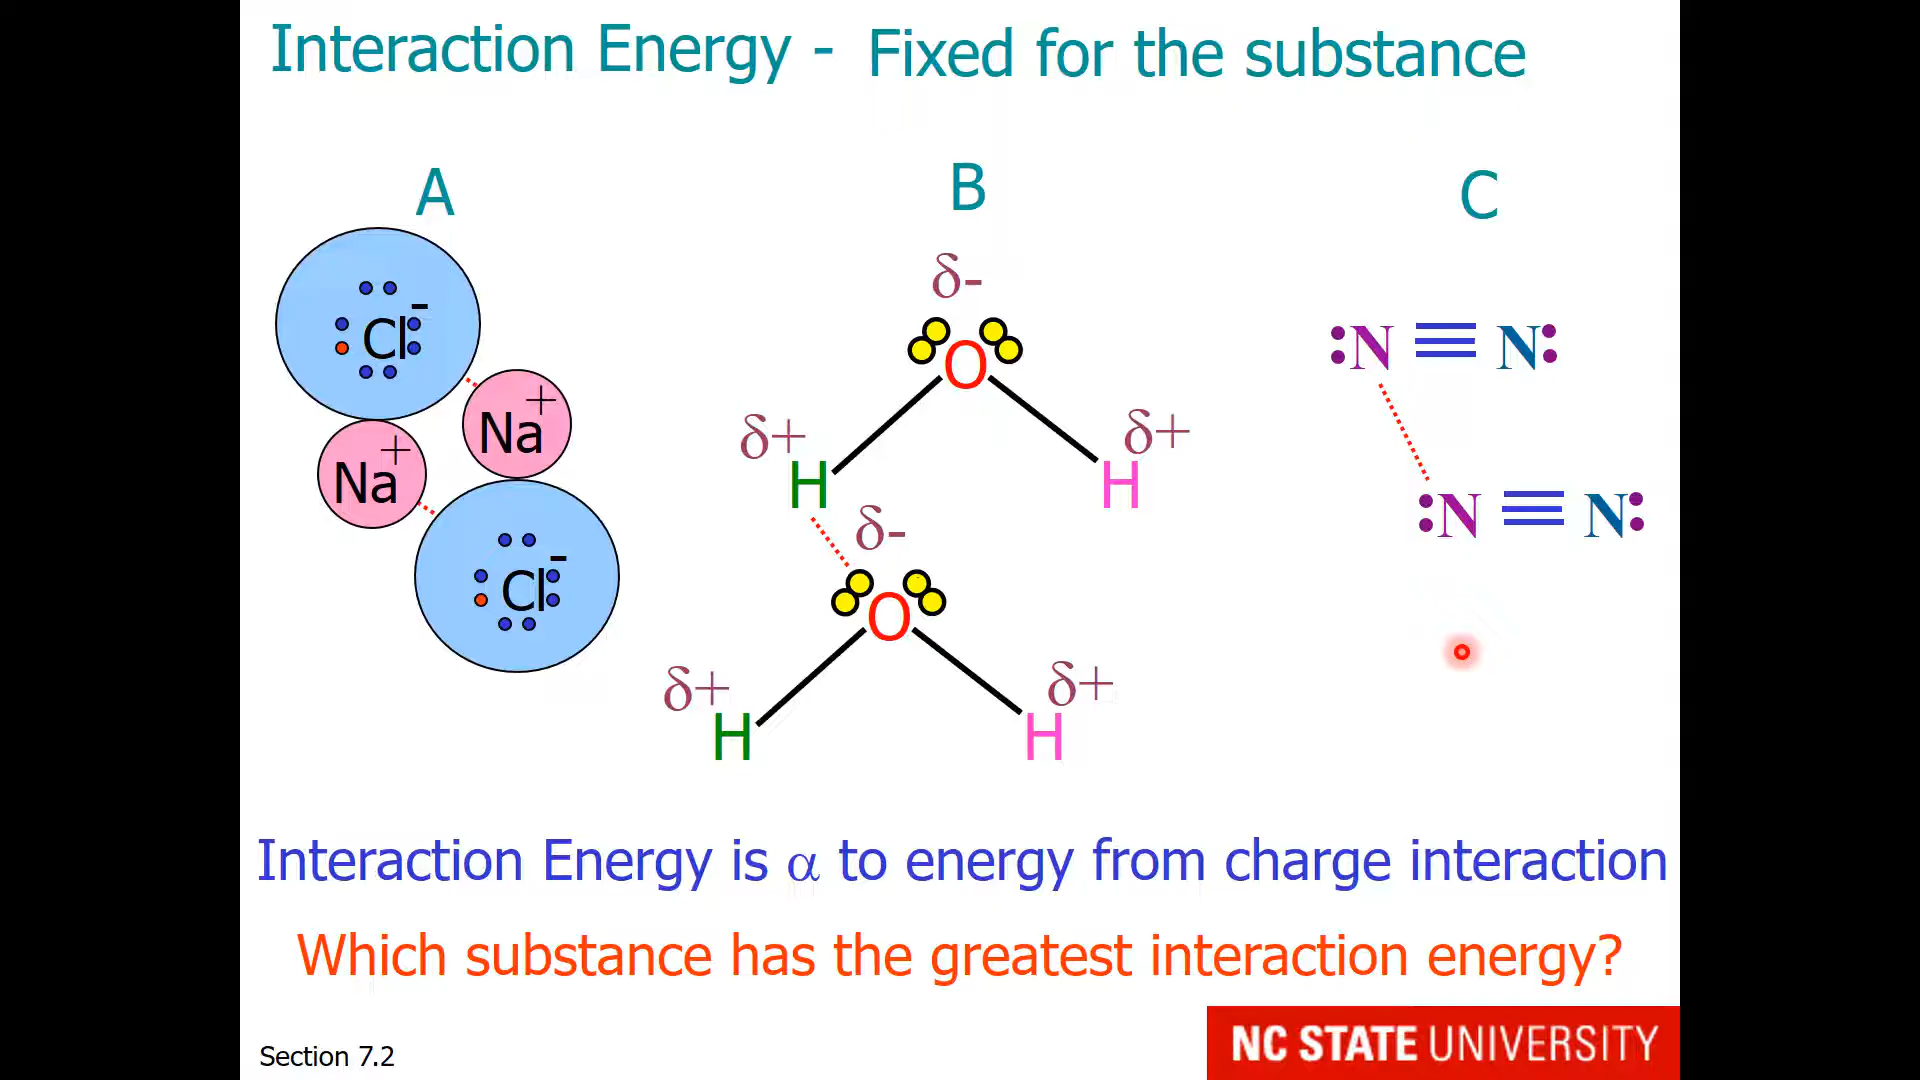 Interaction Energy - Fixed for the substance
A
B
C
δ-
Cl-
:N ≡ N:
O
Na+
Na+
δ+
δ+
H
H
δ-
:N ≡ N:
Cl-
O
δ+
δ+
H
H
Interaction Energy is α to energy from charge interaction
Which substance has the greatest interaction energy?
NC STATE UNIVERSITY
Section 7.2